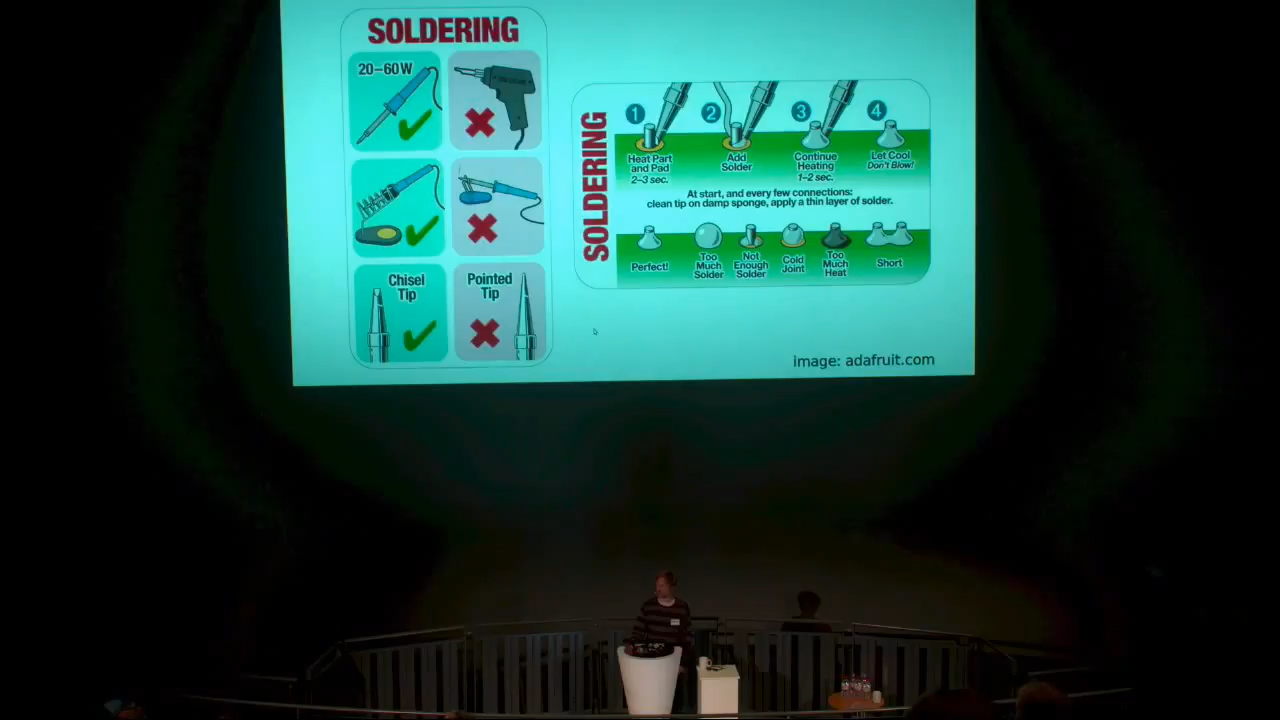 SOLDERING
20–60W
Chisel
Tip
Pointed
Tip
SOLDERING
1
2
3
4
Heat Part
and Pad
2–3 sec.
Add
Solder
Continue
Heating
1–2 sec.
Let Cool
Don't Blow!
At start, and every few connections:
clean tip on damp sponge, apply a thin layer of solder.
Perfect!
Too
Much
Solder
Not
Enough
Solder
Cold
Joint
Too
Much
Heat
Short
image: adafruit.com